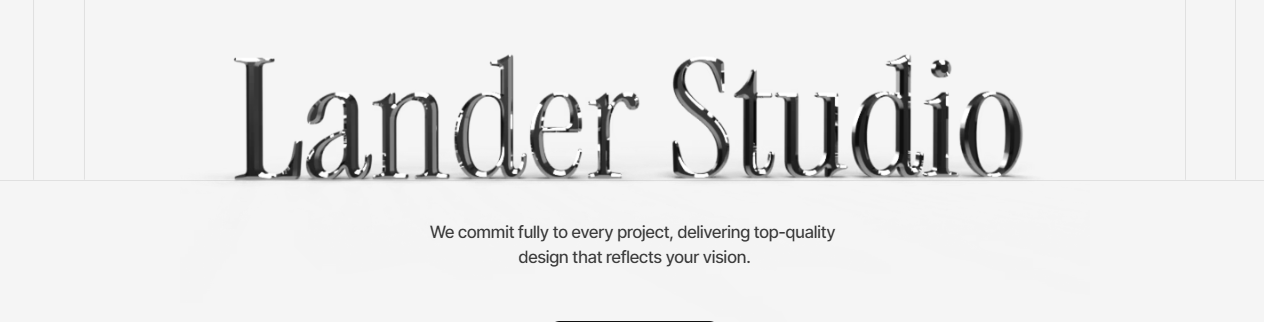 Lander Studio
We commit fully to every project, delivering top-quality
design that reflects your vision.